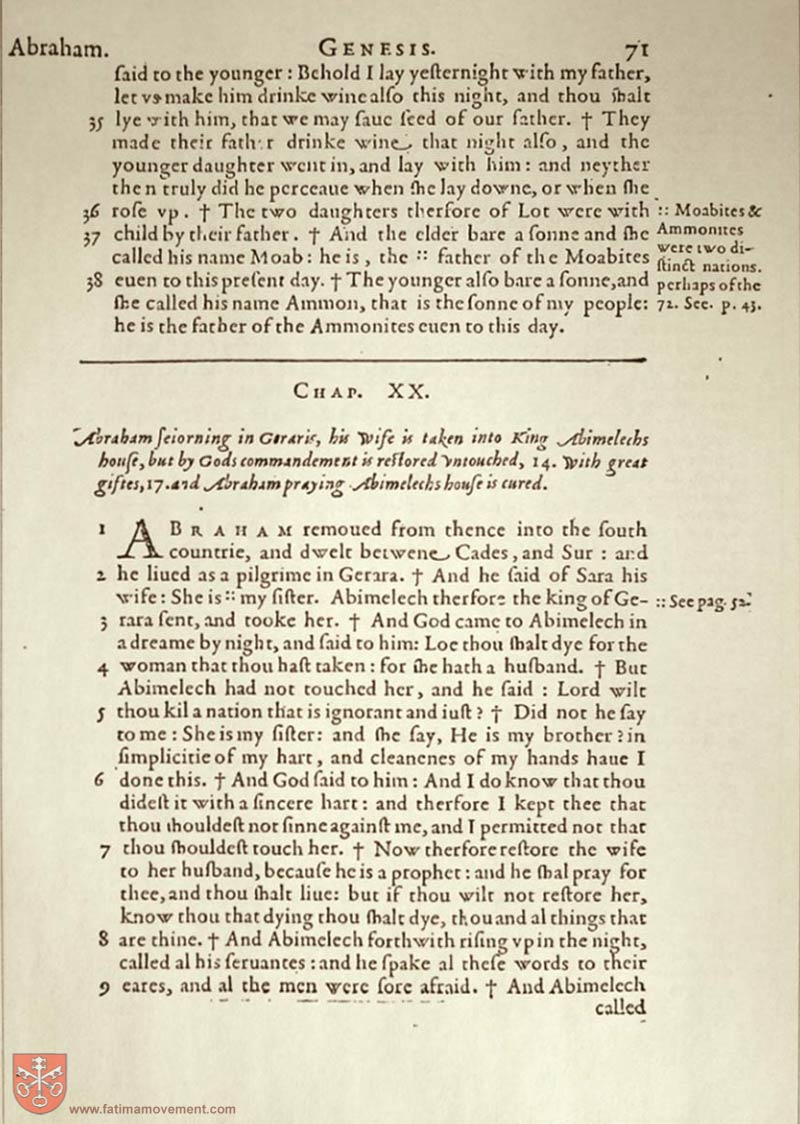 Abraham. GENESIS. 71
ſaid to the younger : Behold I lay yeſternight with my father,
let vs make him drinke wine alſo this night, and thou ſhalt
35 lye with him, that we may ſaue ſeed of our father. † They
made their father drinke wine that night alſo, and the
younger daughter went in, and lay with him : and neyther
then truly did he perceaue when ſhe lay downe, or when ſhe
36 roſe vp. † The two daughters therfore of Lot were with
37 child by their father. † And the elder bare a ſonne and ſhe
called his name Moab : he is, the :: father of the Moabites
38 euen to this preſent day. † The younger alſo bare a ſonne, and
ſhe called his name Ammon, that is the ſonne of my people:
he is the father of the Ammonites euen to this day.
:: Moabites &
Ammonites
were two di-
ſtinct nations.
perhaps of the
72. See. p. 43.
CHAP. XX.
Abraham ſeiorning in Geraris, his Wife is taken into King Abimelechs
houſe, but by Gods commandement is reſtored vntouched, 14. With great
giftes, 17. and Abraham praying Abimelechs houſe is cured.
1 ABRAHAM remoued from thence into the ſouth
countrie, and dwelt betwene Cades, and Sur : and
2 he liued as a pilgrime in Gerara. † And he ſaid of Sara his
wife : She is :: my ſiſter. Abimelech therfore the king of Ge-
:: See pag. 52.
3 rara ſent, and tooke her. † And God came to Abimelech in
a dreame by night, and ſaid to him: Loe thou ſhalt dye for the
4 woman that thou haſt taken : for ſhe hath a huſband. † But
Abimelech had not touched her, and he ſaid : Lord wilt
5 thou kil a nation that is ignorant and iuſt ? † Did not he ſay
to me : She is my ſiſter: and ſhe ſay, He is my brother ? in
ſimplicitie of my hart, and cleanenes of my hands haue I
6 done this. † And God ſaid to him : And I do know that thou
dideſt it with a ſincere hart : and therfore I kept thee that
thou ſhouldeſt not ſinne againſt me, and I permitted not that
7 thou ſhouldeſt touch her. † Now therfore reſtore the wife
to her huſband, becauſe he is a prophet : and he ſhal pray for
thee, and thou ſhalt liue: but if thou wilt not reſtore her,
know thou that dying thou ſhalt dye, thou and al things that
8 are thine. † And Abimelech forthwith riſing vp in the night,
called al his ſeruantes : and he ſpake al theſe words to their
9 eares, and al the men were ſore afraid. † And Abimelech
called
www.fatimamovement.com